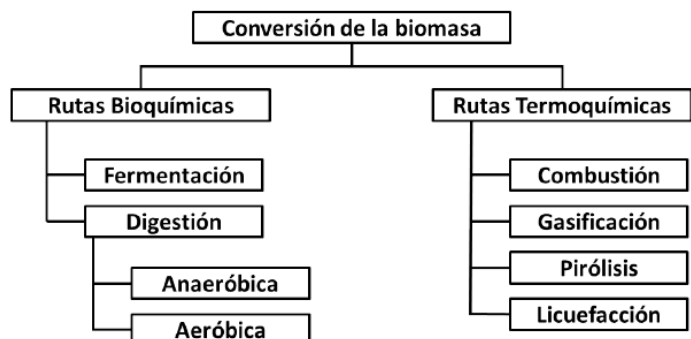 Conversión de la biomasa
Rutas Bioquímicas
Fermentación
Digestión
Anaeróbica
Aeróbica
Rutas Termoquímicas
Combustión
Gasificación
Pirólisis
Licuefacción